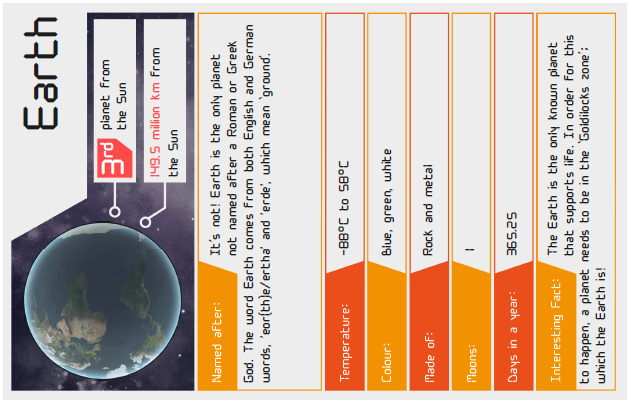 Earth
3rd planet from
the Sun
149.5 million km from
the Sun
Named after: It's not! Earth is the only planet
not named after a Roman or Greek
God. The word Earth comes from both English and German
words, 'eor(th)e/ertha' and 'erde', which mean 'ground'.
Temperature: -88°C to 58°C
Colour: Blue, green, white
Made of: Rock and metal
Moons: 1
Days in a year: 365.25
Interesting Fact: The Earth is the only known planet
that supports life. In order for this
to happen, a planet needs to be in the 'Goldilocks zone';
which the Earth is!